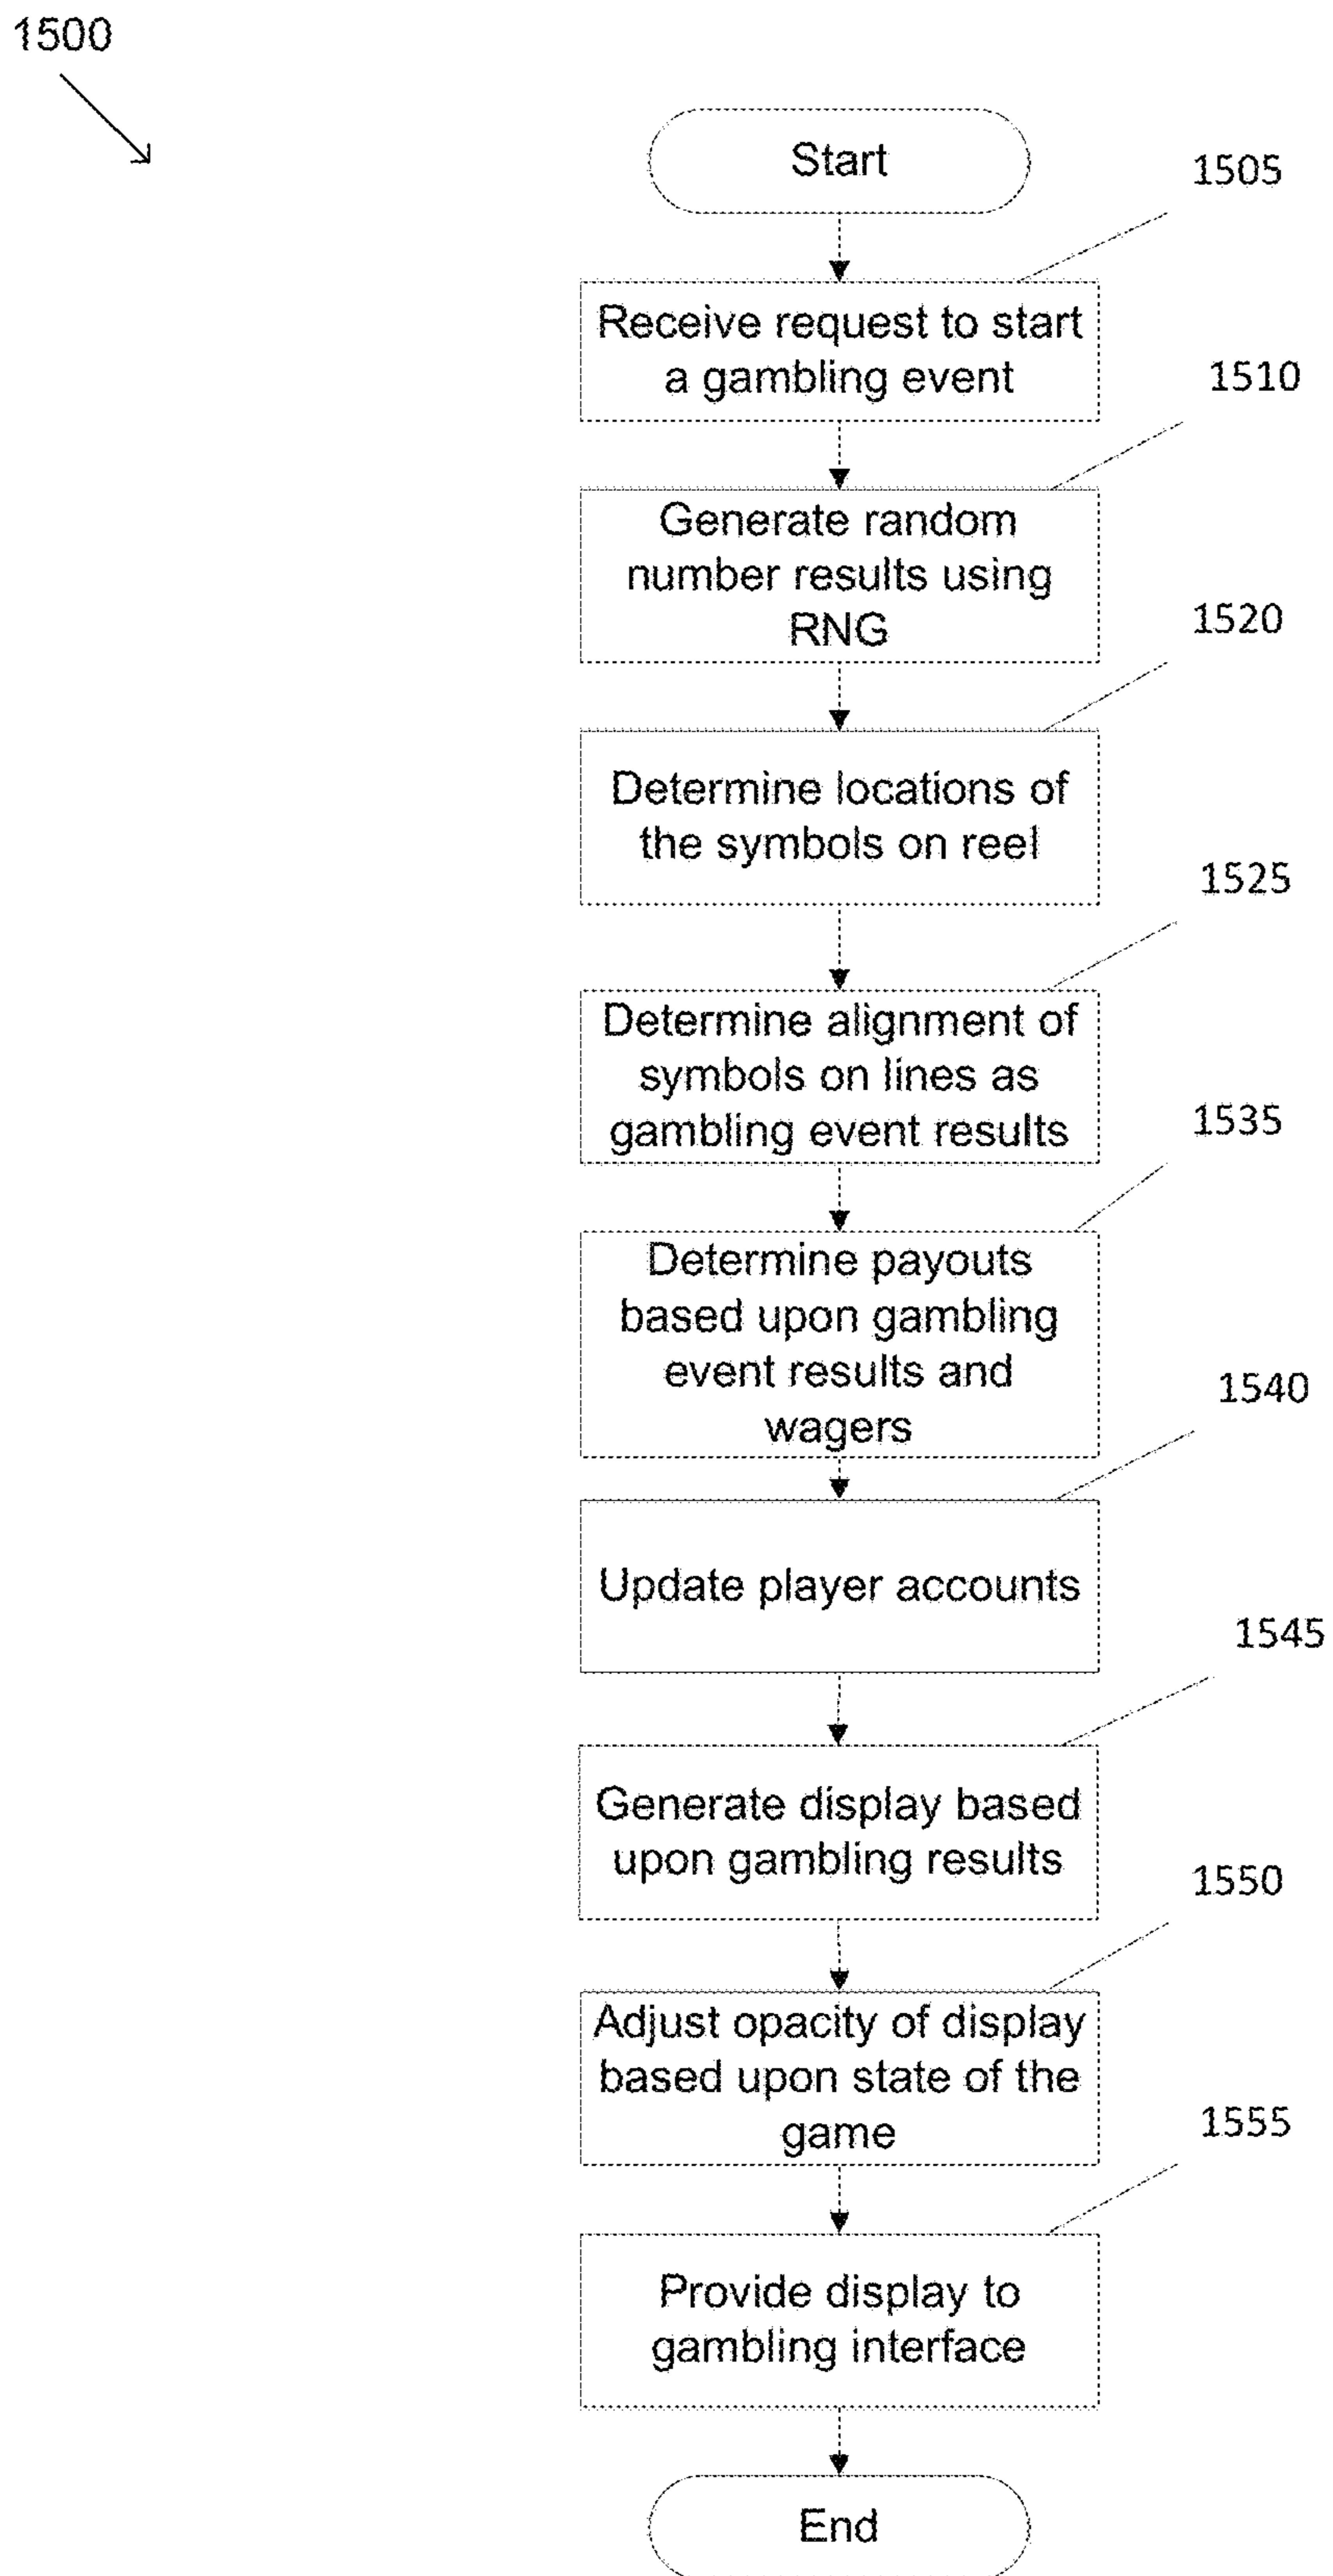 1500
Start
1505
Receive request to start
a gambling event
1510
Generate random
number results using
RNG
1520
Determine locations of
the symbols on reel
1525
Determine alignment of
symbols on lines as
gambling event results
1535
Determine payouts
based upon gambling
event results and
wagers
1540
Update player accounts
1545
Generate display based
upon gambling results
1550
Adjust opacity of display
based upon state of the
game
1555
Provide display to
gambling interface
End